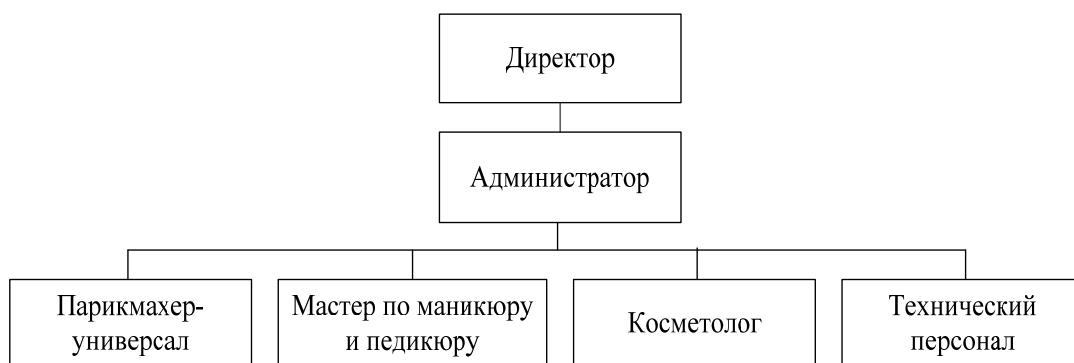 Директор
Администратор
Парикмахер-
универсал
Мастер по маникюру
и педикюру
Косметолог
Технический
персонал